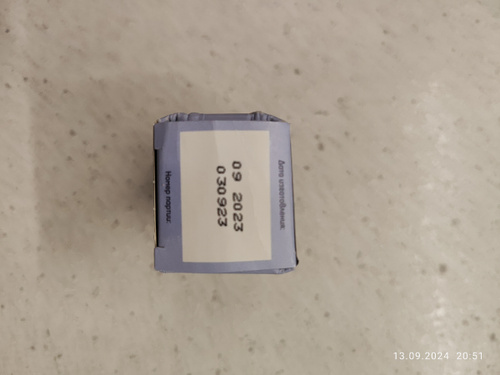 Дата изготовления:
09 2023
030923
Номер партии:
13.09.2024 20:51